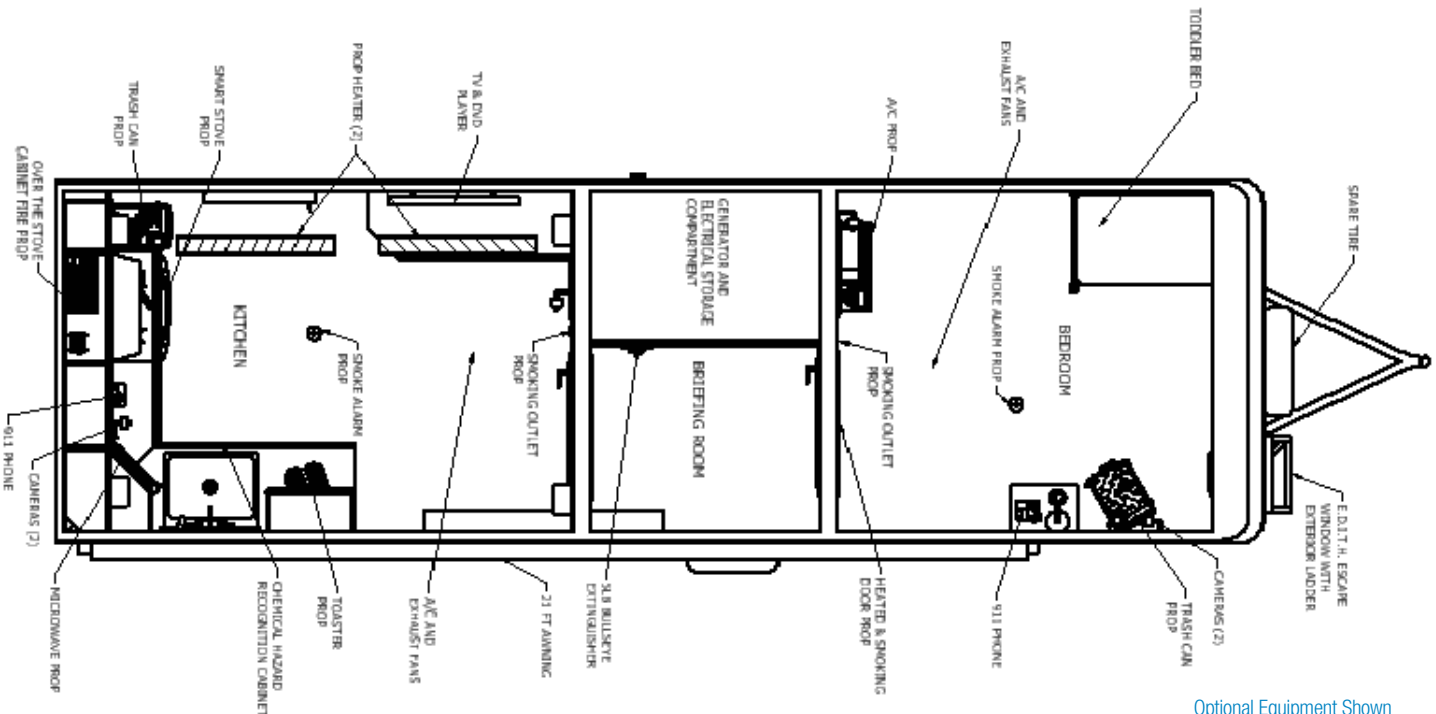 TODDLER BED
A/C AND
EXHAUST FANS
A/C PROP
SPARE TIRE
TV & DVD
PLAYER
PROP HEATER (2)
SMART STOVE
PROP
TRASH CAN
PROP
OVER THE STOVE
CABINET FIRE PROP
GENERATOR AND
ELECTRICAL STORAGE
COMPARTMENT
SMOKE ALARM PROP
BEDROOM
KITCHEN
SMOKE ALARM
PROP
SMOKING OUTLET
PROP
BRIEFING ROOM
SMOKING OUTLET
PROP
E.D.I.T.H. ESCAPE
WINDOW WITH
EXTERIOR LADDER
CAMERAS (2)
TRASH CAN
PROP
911 PHONE
HEATED & SMOKING
DOOR PROP
5LB BULLSEYE
EXTINGUISHER
21 FT AWNING
A/C AND
EXHAUST FANS
TOASTER
PROP
CHEMICAL HAZARD
RECOGNITION CABINET
MICROWAVE PROP
CAMERAS (2)
911 PHONE
Optional Equipment Shown